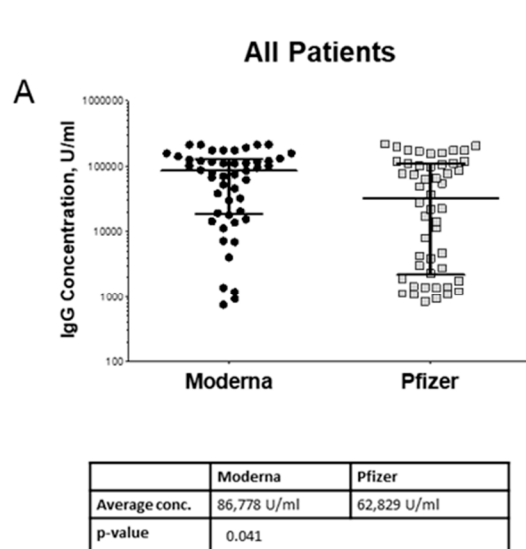 All Patients
A
IgG Concentration, U/ml
1000000
100000
10000
1000
100
Moderna Pfizer
Moderna Pfizer
Average conc. 86,778 U/ml 62,829 U/ml
p-value 0.041